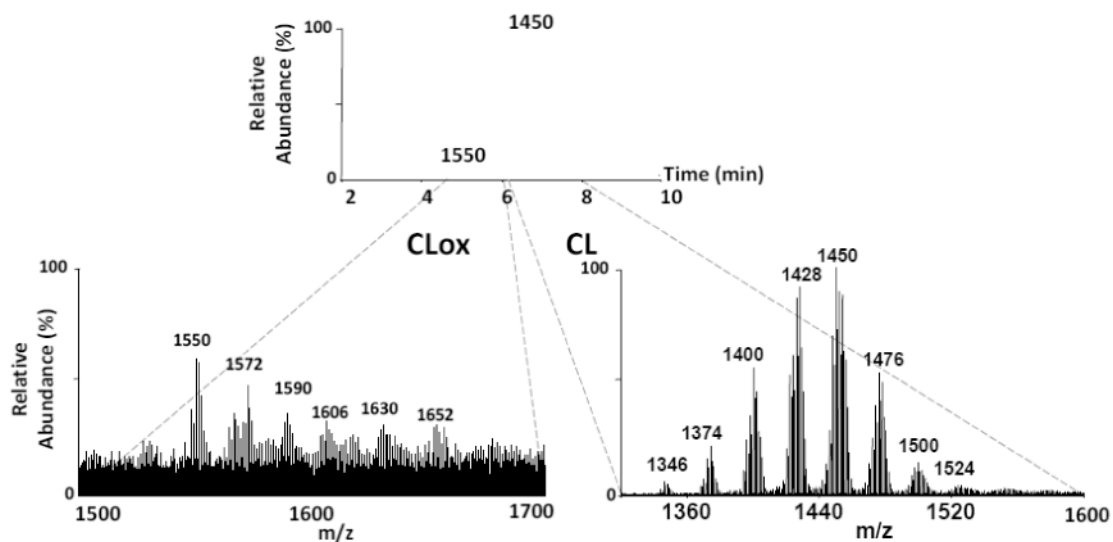 100
1450
Relative
Abundance (%)
1550
0
Time (min)
2 4 6 8 10
CLox
CL
100
Relative
Abundance (%)
1550
1572
1590
1606
1630
1652
0
1500 1600 1700
m/z
100
1450
1428
1400
1476
1374
1500
1346
1524
0
1360 1440 1520 1600
m/z